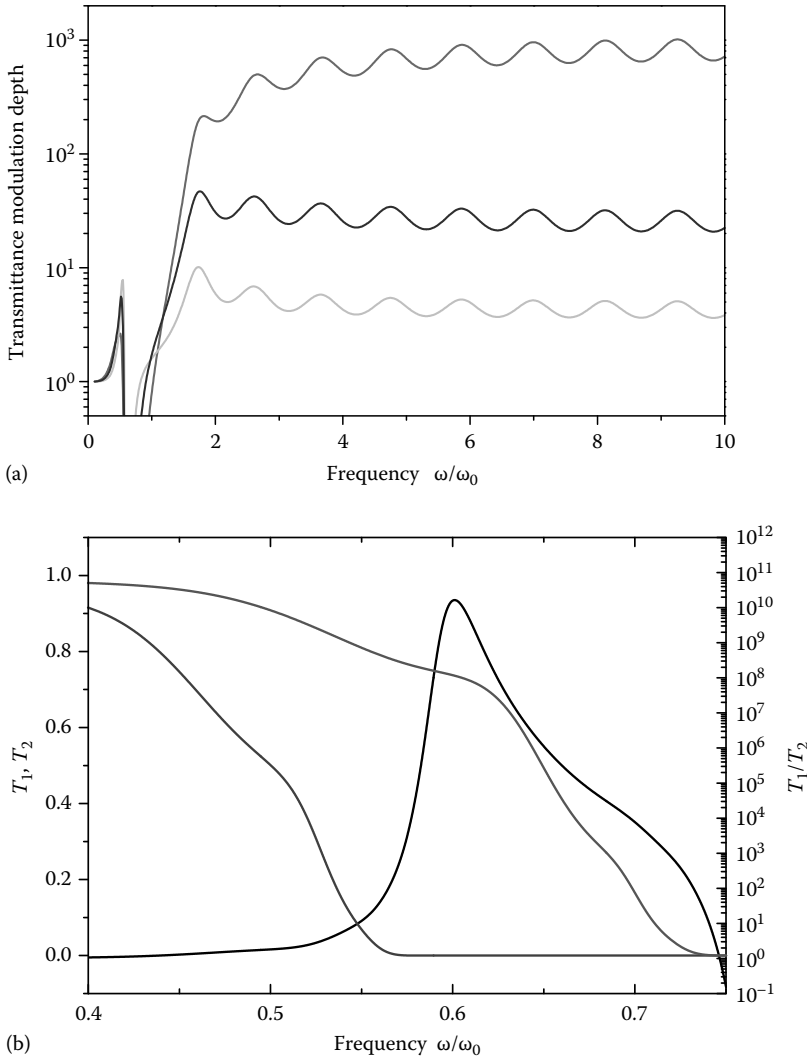 10³
10²
10¹
10⁰
Transmittance modulation depth
0 2 4 6 8 10
(a)
Frequency ω/ω₀
1.0
0.8
0.6
0.4
0.2
0.0
T₁, T₂
10¹²
10¹¹
10¹⁰
10⁹
10⁸
10⁷
10⁶
10⁵
10⁴
10³
10²
10¹
10⁰
10⁻¹
T₁/T₂
0.4 0.5 0.6 0.7
(b)
Frequency ω/ω₀